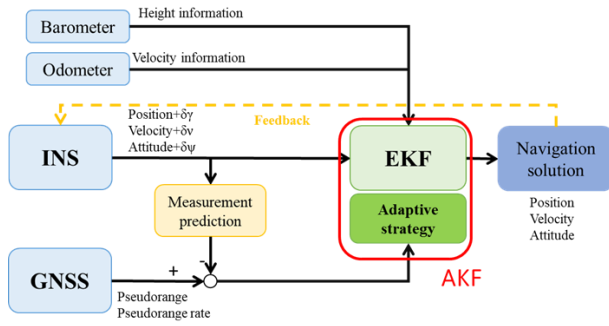 Barometer
Height information
Odometer
Velocity information
Position+δγ
Velocity+δν
Attitude+δψ
Feedback
INS
EKF
Navigation
solution
Measurement
prediction
Adaptive
strategy
Position
Velocity
Attitude
AKF
GNSS
+
-
Pseudorange
Pseudorange rate